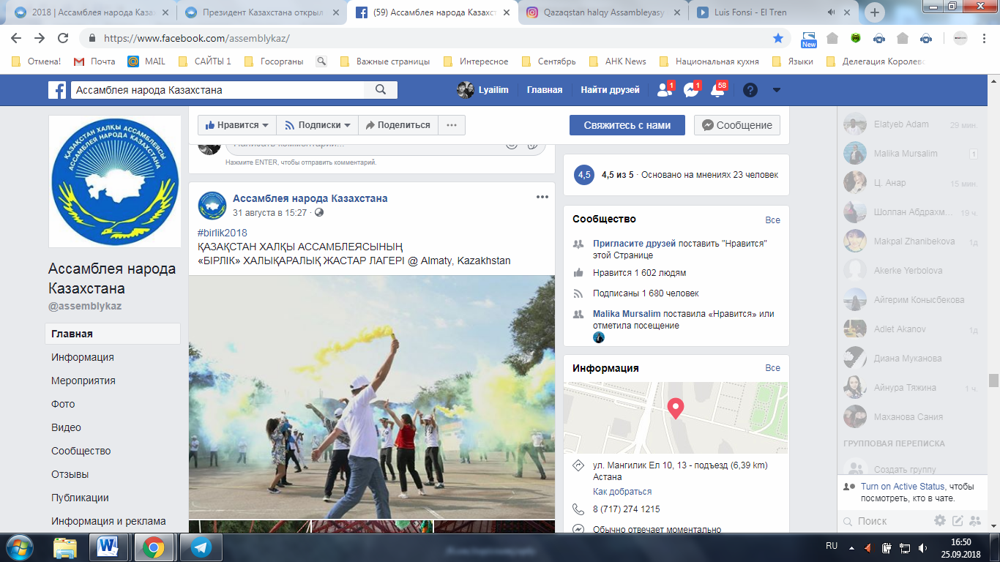 2018 | Ассамблея народа Каза
Президент Казахстана открыл
(59) Ассамблея народа Казахст
Qazaqstan halqy Assambleyasy
Luis Fonsi - El Tren
https://www.facebook.com/assemblykaz/
New
Отмена!
Почта
MAIL
САЙТЫ 1
Госорганы
Важные страницы
Интересное
Сентябрь
АНК News
Национальная кухня
Языки
Делегация Королевс
Ассамблея народа Казахстана
Lyailim
Главная
Найти друзей
1
1
58
ҚАЗАҚСТАН ХАЛҚЫ АССАМБЛЕЯСЫ
АССАМБЛЕЯ НАРОДА КАЗАХСТАНА
Ассамблея народа
Казахстана
@assemblykaz
Главная
Информация
Мероприятия
Фото
Видео
Сообщество
Отзывы
Публикации
Информация и реклама
Нравится
Подписки
Поделиться
Свяжитесь с нами
Сообщение
Написать комментарий...
Нажмите ENTER, чтобы отправить комментарий.
Ассамблея народа Казахстана
31 августа в 15:27 ·
#birlik2018
ҚАЗАҚСТАН ХАЛҚЫ АССАМБЛЕЯСЫНЫҢ
«БІРЛІК» ХАЛЫҚАРАЛЫҚ ЖАСТАР ЛАГЕРІ @ Almaty, Kazakhstan
4,5
4,5 из 5 · Основано на мнениях 23 человек
Сообщество
Все
Пригласите друзей поставить "Нравится"
этой Странице
Нравится 1 602 людям
Подписаны 1 680 человек
Malika Mursalim поставила «Нравится» или
отметила посещение
Информация
Все
ул. Мангилик Ел 10, 13 - подъезд (6,39 km)
Астана
Как добраться
8 (717) 274 1215
Обычно отвечает моментально
Elatyeb Adam
29 мин.
Malika Mursalim
1
Ц. Анар
15 мин.
Шолпан Абдрахм...
19 ч.
Makpal Zhanibekova
1д
Akerke Yerbolova
Айгерим Конысбекова
Adlet Akanov
1д
Диана Муканова
Айнура Тяжина
1 ч.
Маханова Сания
ГРУППОВАЯ ПЕРЕПИСКА
Создать группу
Turn on Active Status, чтобы
посмотреть, кто в чате.
Поиск
RU
16:50
25.09.2018